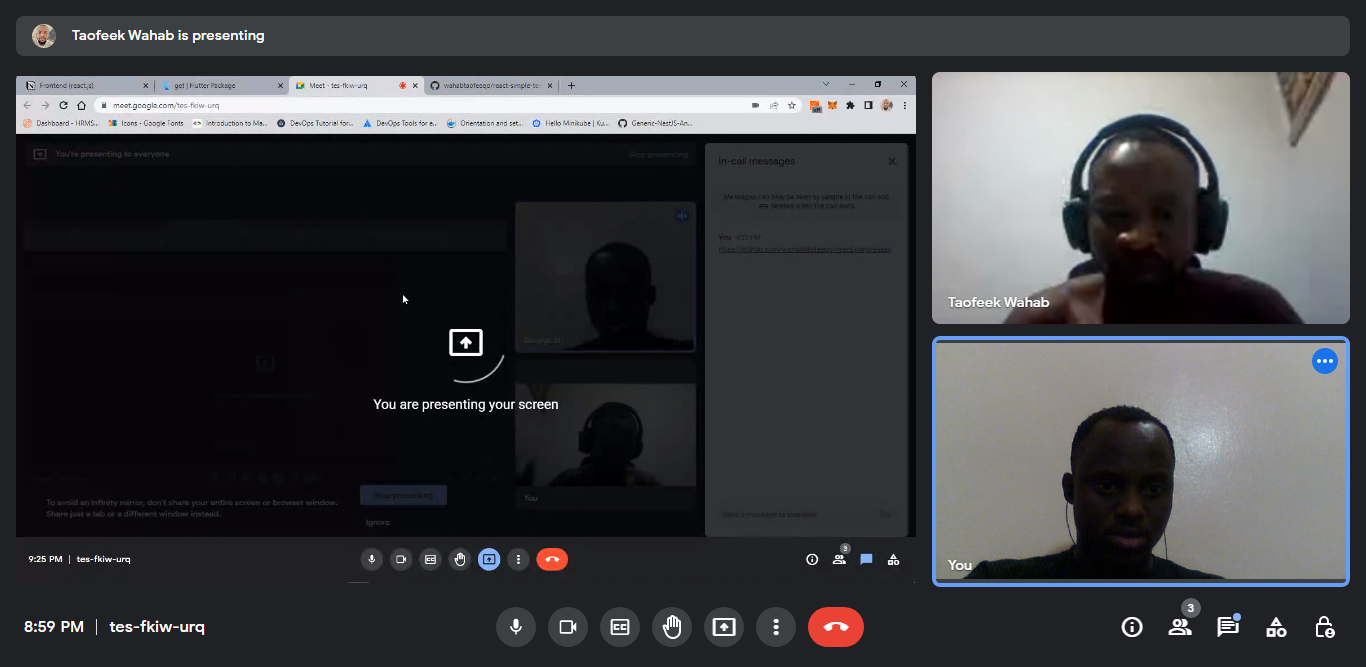 Taofeek Wahab is presenting
Frontend (react.js)
get | Flutter Package
Meet - tes-fkiw-urq
wahabtaofeeqo/react-simple-te
meet.google.com/tes-fkiw-urq
Dashboard - HRMS...
Icons - Google Fonts
Introduction to Ma...
DevOps Tutorial for...
DevOps Tools for e...
Orientation and set...
Hello Minikube | Ku...
Generic-NestJS-An...
You're presenting to everyone
Stop presenting
In-call messages
Messages can only be seen by people in the call and
are deleted when the call ends
You
You are presenting your screen
To avoid an infinity mirror, don't share your entire screen or browser window.
Share just a tab or a different window instead.
Stop presenting
Ignore
You
Send a message to everyone
9:25 PM | tes-fkiw-urq
3
Taofeek Wahab
You
8:59 PM | tes-fkiw-urq
CC
3